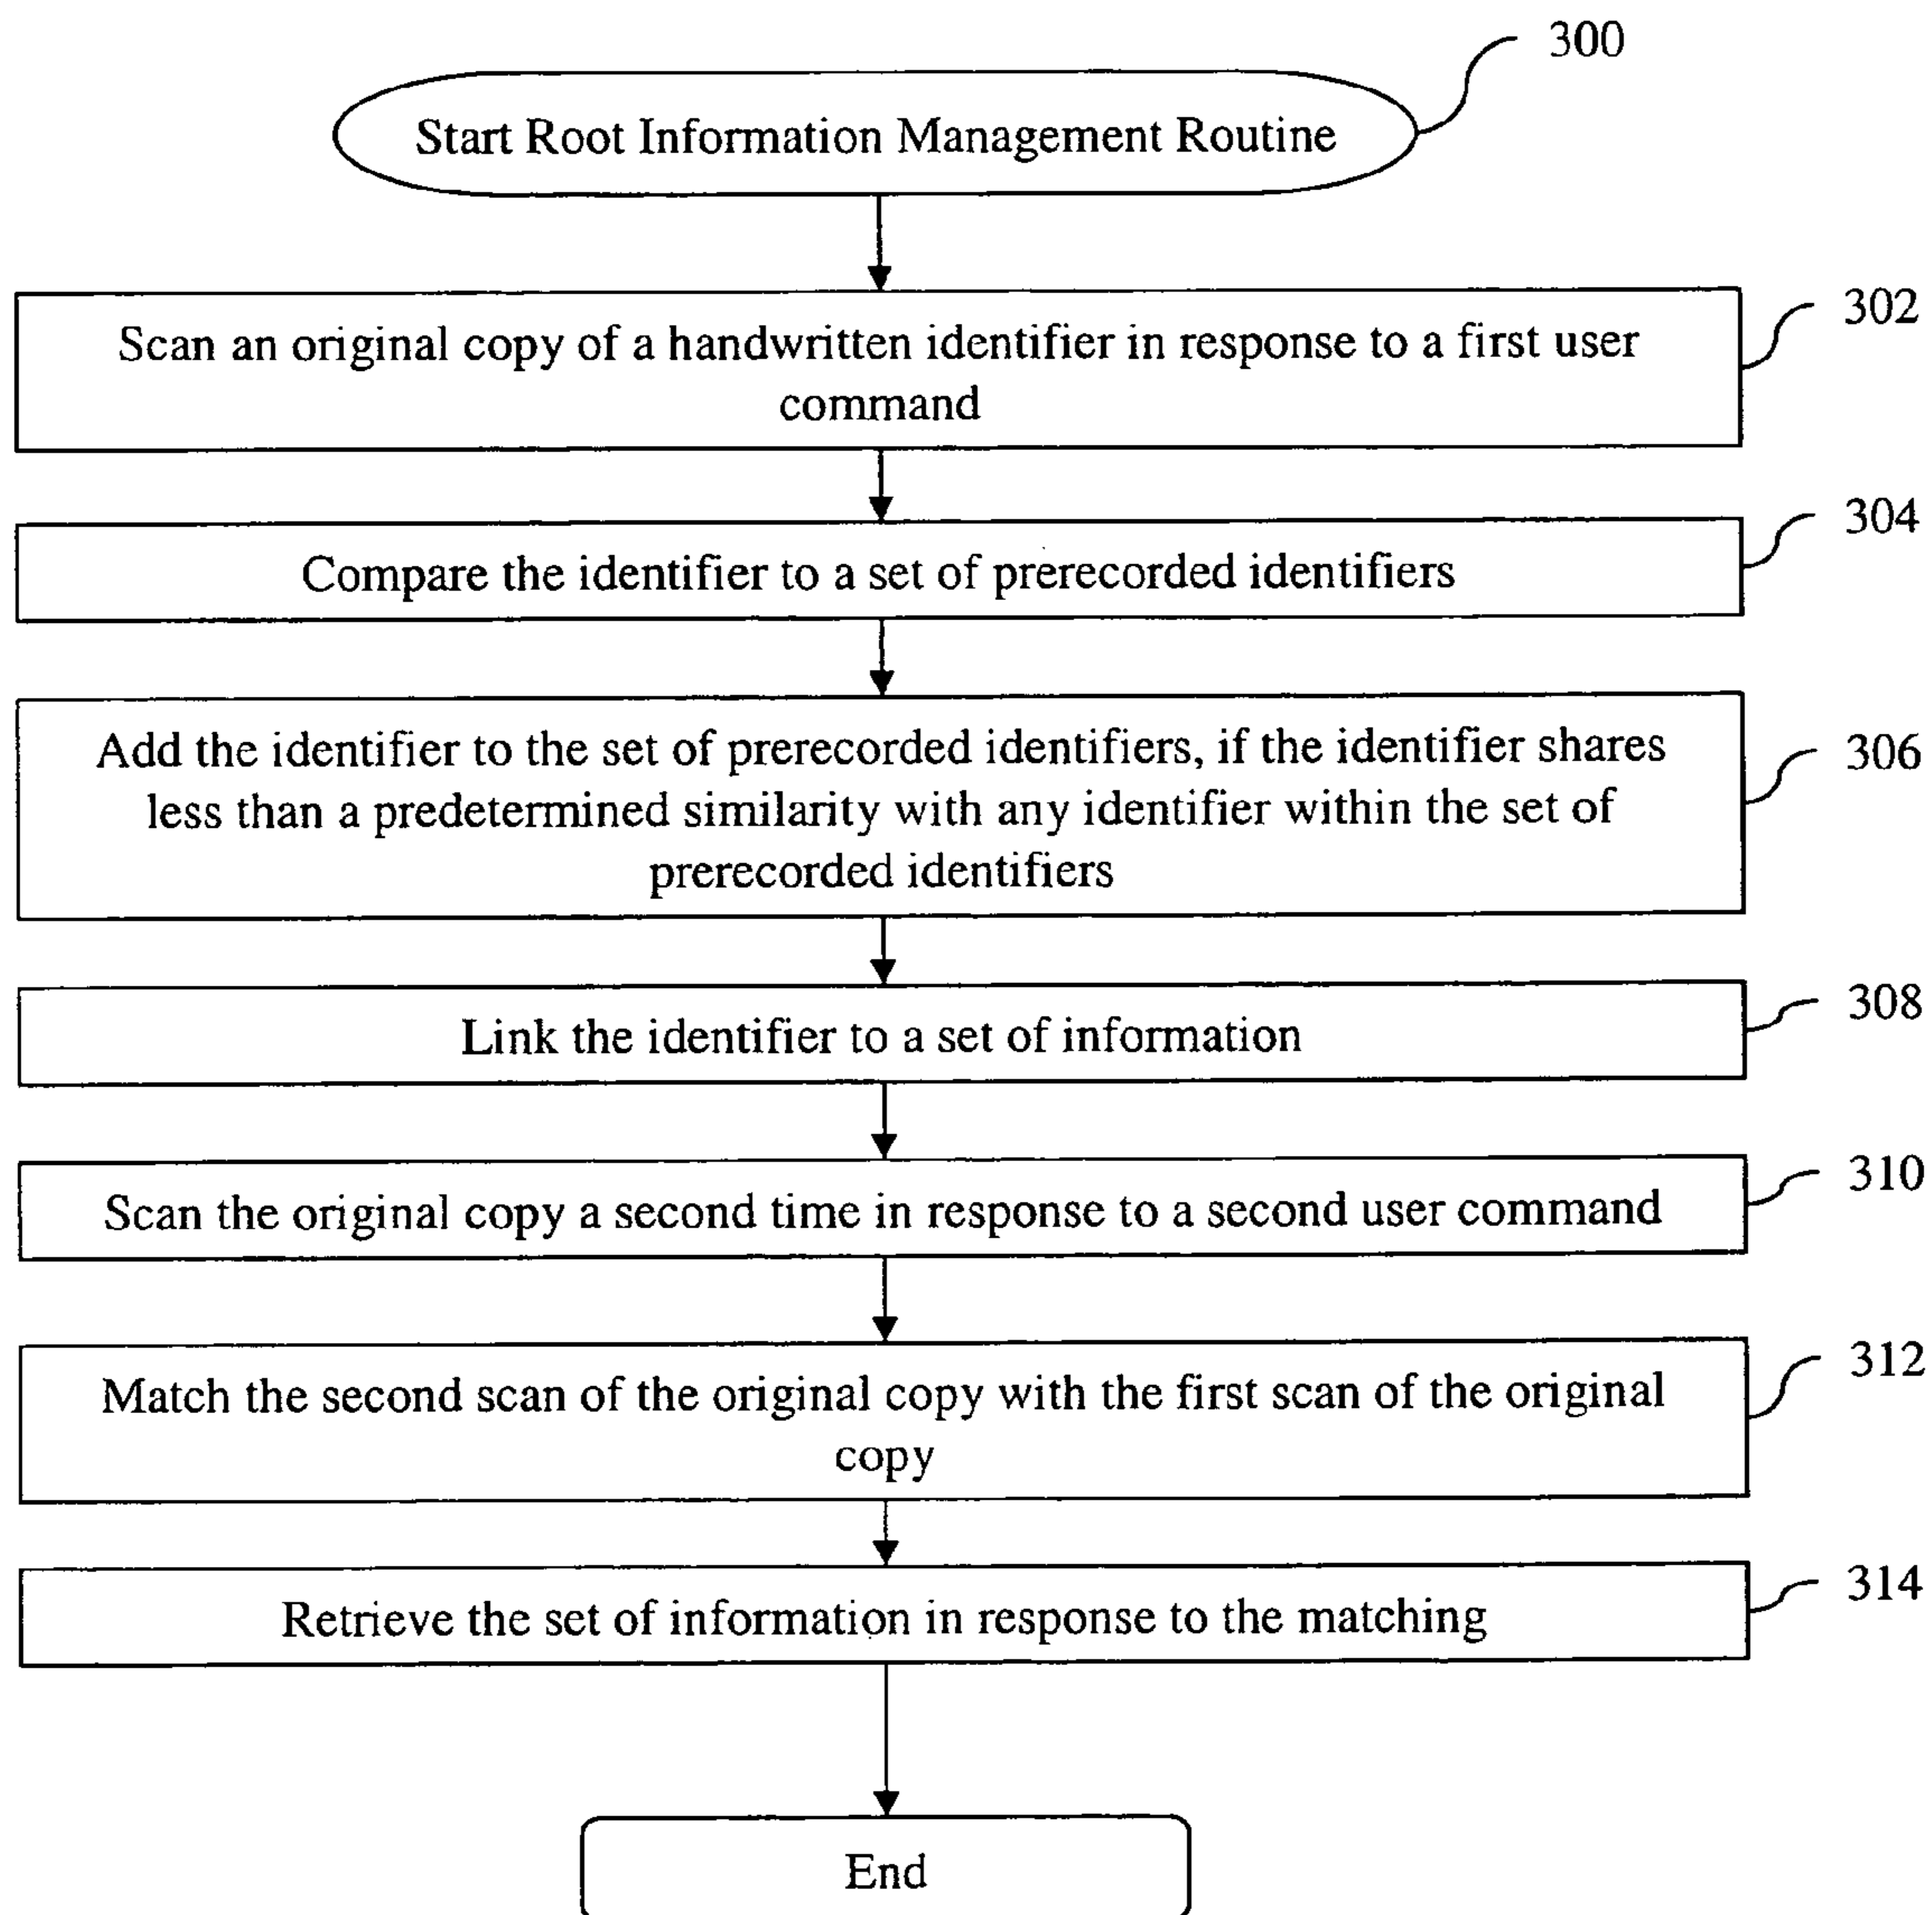 300
Start Root Information Management Routine
302
Scan an original copy of a handwritten identifier in response to a first user
command
304
Compare the identifier to a set of prerecorded identifiers
306
Add the identifier to the set of prerecorded identifiers, if the identifier shares
less than a predetermined similarity with any identifier within the set of
prerecorded identifiers
308
Link the identifier to a set of information
310
Scan the original copy a second time in response to a second user command
312
Match the second scan of the original copy with the first scan of the original
copy
314
Retrieve the set of information in response to the matching
End